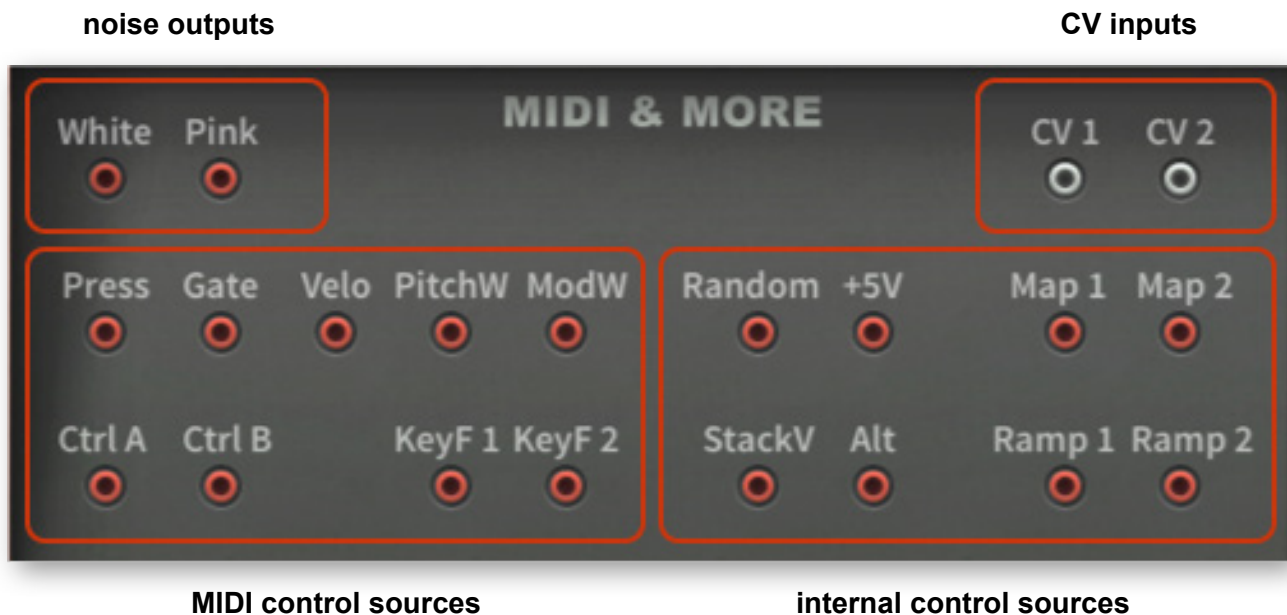 noise outputs CV inputs
MIDI & MORE
White Pink CV 1 CV 2
Press Gate Velo PitchW ModW Random +5V Map 1 Map 2
Ctrl A Ctrl B KeyF 1 KeyF 2 StackV Alt Ramp 1 Ramp 2
MIDI control sources internal control sources